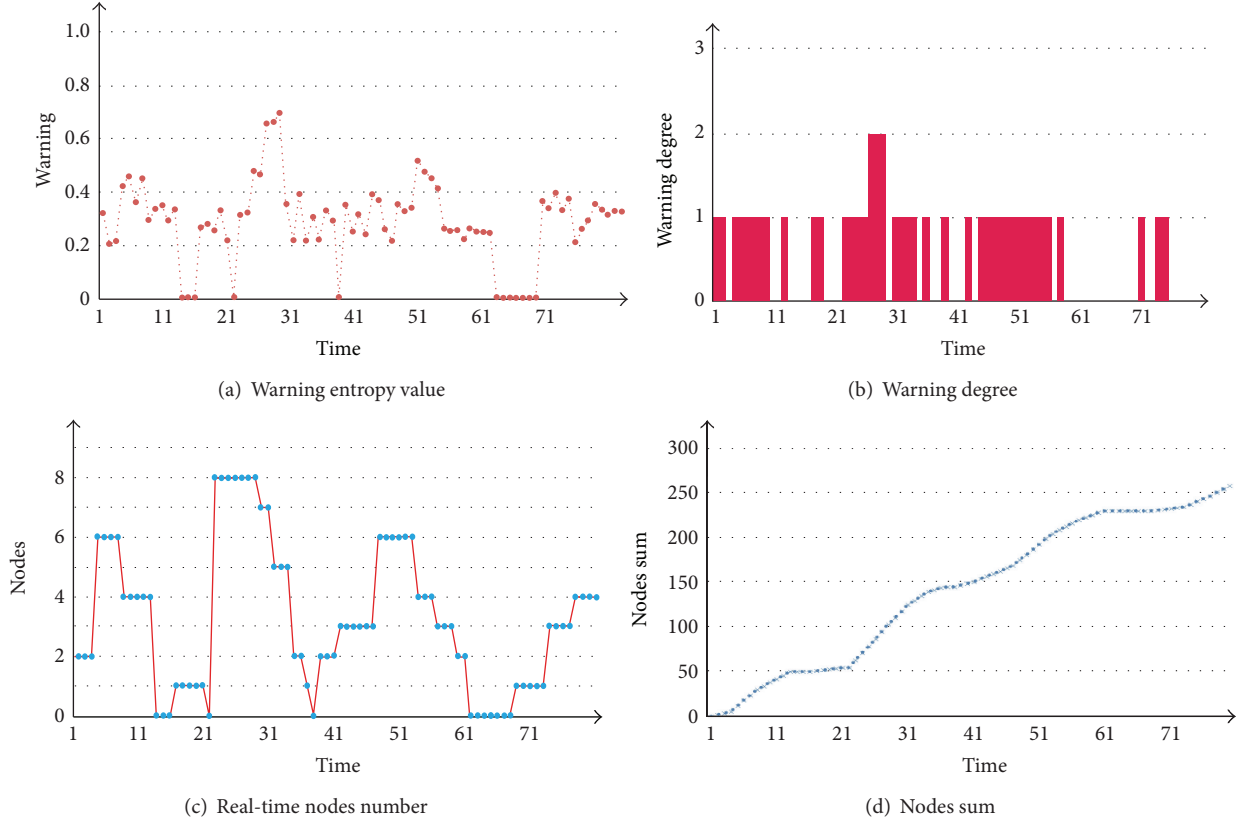 1.0
0.8
0.6
0.4
0.2
0
Warning
1 11 21 31 41 51 61 71
Time
(a) Warning entropy value
3
2
1
0
Warning degree
1 11 21 31 41 51 61 71
Time
(b) Warning degree
8
6
4
2
0
Nodes
1 11 21 31 41 51 61 71
Time
(c) Real-time nodes number
300
250
200
150
100
50
0
Nodes sum
1 11 21 31 41 51 61 71
Time
(d) Nodes sum